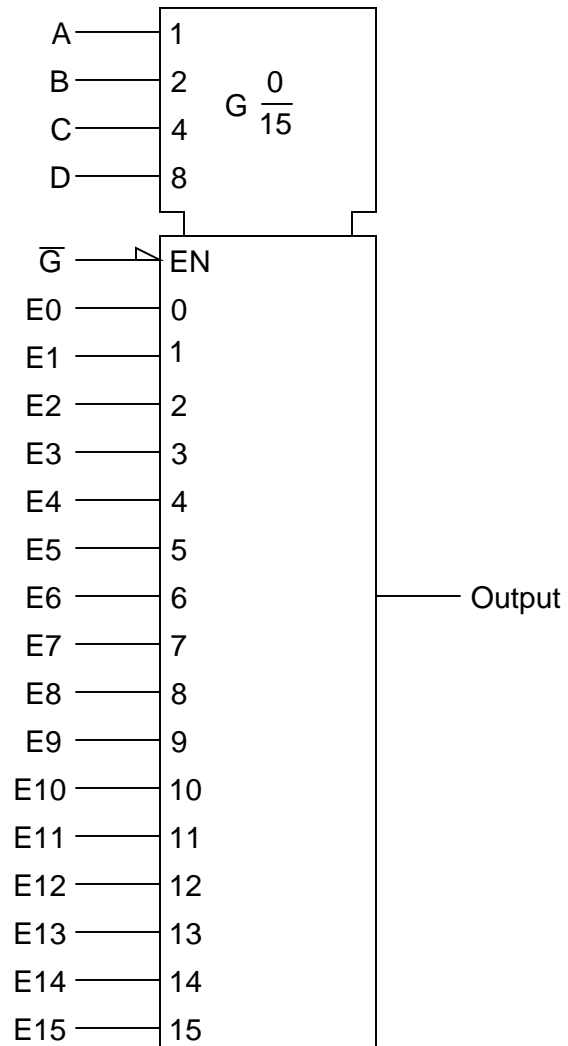 A 1
B 2
C 4
D 8
G 0/15
G̅ EN
E0 0
E1 1
E2 2
E3 3
E4 4
E5 5
E6 6 Output
E7 7
E8 8
E9 9
E10 10
E11 11
E12 12
E13 13
E14 14
E15 15